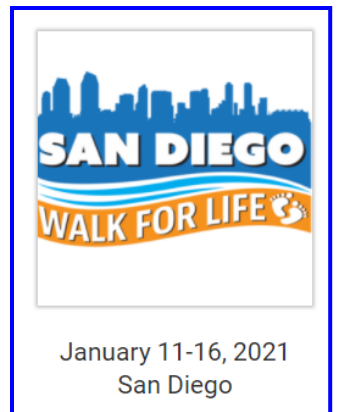 SAN DIEGO
WALK FOR LIFE
January 11-16, 2021
San Diego